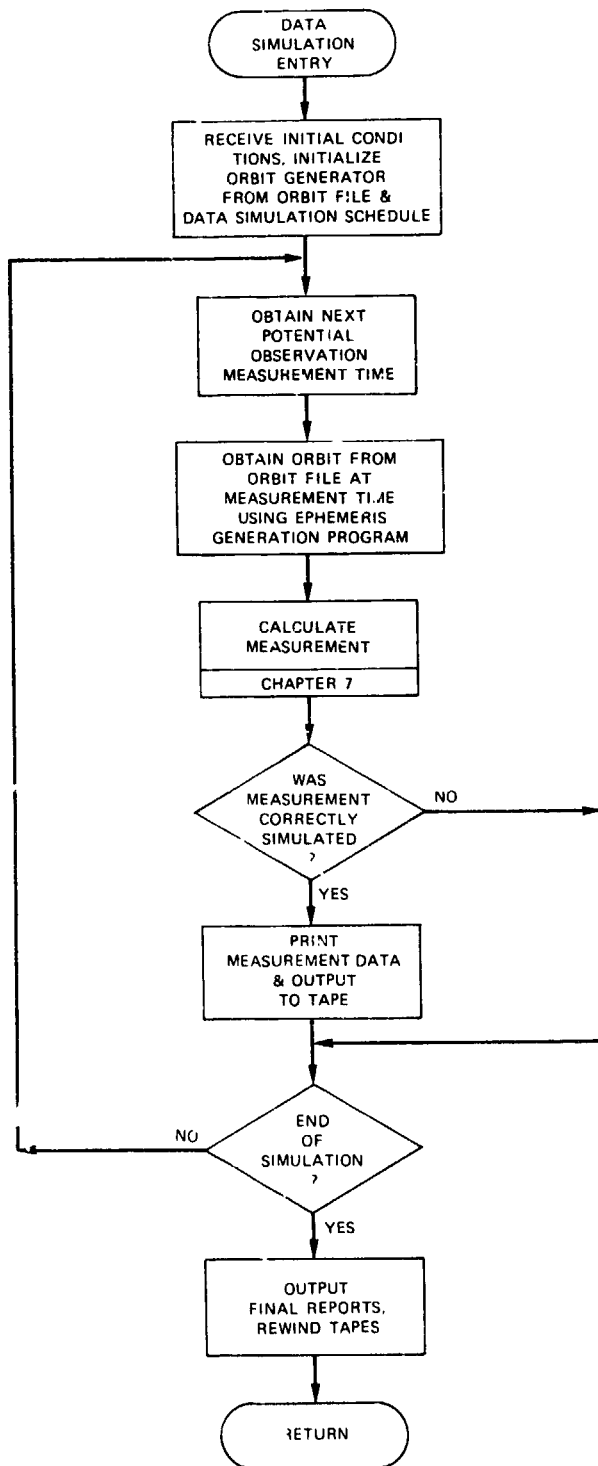 DATA
SIMULATION
ENTRY
RECEIVE INITIAL CONDI
TIONS, INITIALIZE
ORBIT GENERATOR
FROM ORBIT FILE &
DATA SIMULATION SCHEDULE
OBTAIN NEXT
POTENTIAL
OBSERVATION
MEASUREMENT TIME
OBTAIN ORBIT FROM
ORBIT FILE AT
MEASUREMENT TIME
USING EPHEMERIS
GENERATION PROGRAM
CALCULATE
MEASUREMENT
CHAPTER 7
WAS
MEASUREMENT
CORRECTLY
SIMULATED
?
NO
YES
PRINT
MEASUREMENT DATA
& OUTPUT
TO TAPE
END
OF
SIMULATION
?
NO
YES
OUTPUT
FINAL REPORTS,
REWIND TAPES
RETURN